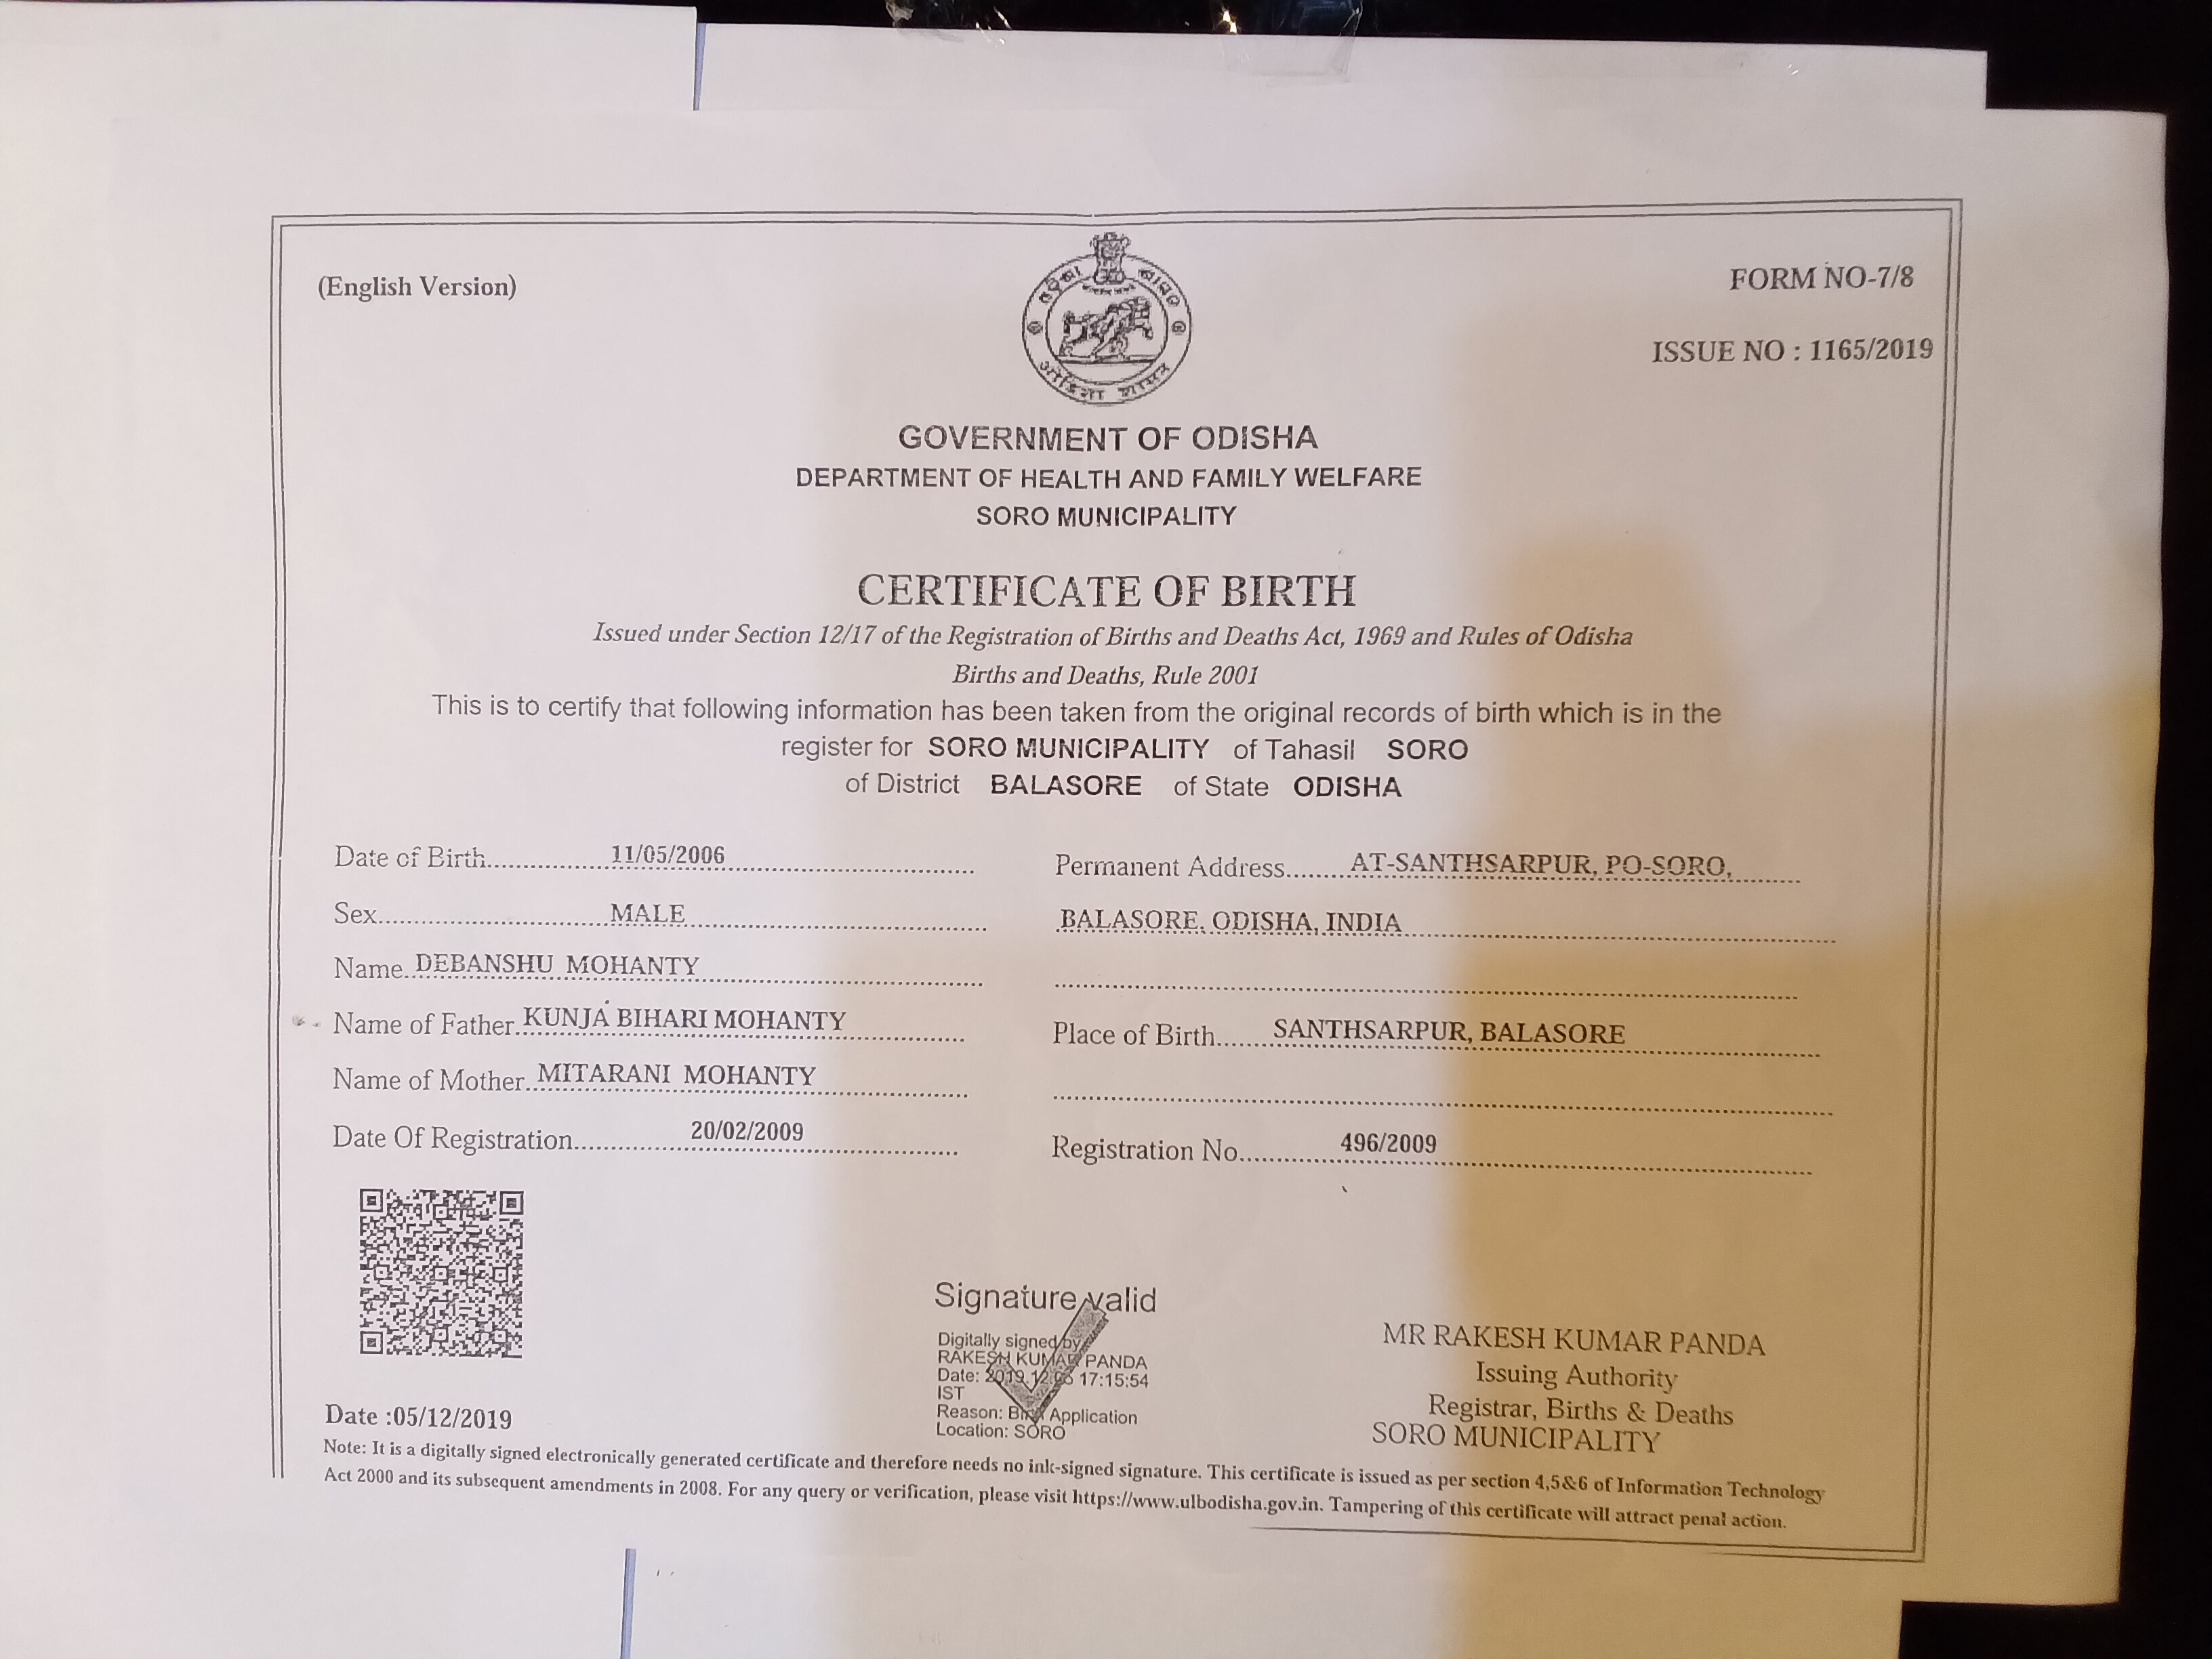 (English Version)
FORM NO-7/8
ISSUE NO : 1165/2019
ଓଡ଼ିଶା ଶାସନ
ओडिशा शासन
GOVERNMENT OF ODISHA
DEPARTMENT OF HEALTH AND FAMILY WELFARE
SORO MUNICIPALITY
CERTIFICATE OF BIRTH
Issued under Section 12/17 of the Registration of Births and Deaths Act, 1969 and Rules of Odisha
Births and Deaths, Rule 2001
This is to certify that following information has been taken from the original records of birth which is in the
register for SORO MUNICIPALITY of Tahasil SORO
of District BALASORE of State ODISHA
Date of Birth 11/05/2006
Sex MALE
Name DEBANSHU MOHANTY
Name of Father KUNJA BIHARI MOHANTY
Name of Mother MITARANI MOHANTY
Date Of Registration 20/02/2009
Permanent Address AT-SANTHSARPUR, PO-SORO,
BALASORE, ODISHA, INDIA
Place of Birth SANTHSARPUR, BALASORE
Registration No 496/2009
Signature valid
Digitally signed by
RAKESH KUMAR PANDA
Date: 2019.12.05 17:15:54
IST
Reason: Birth Application
Location: SORO
MR RAKESH KUMAR PANDA
Issuing Authority
Registrar, Births & Deaths
SORO MUNICIPALITY
Date :05/12/2019
Note: It is a digitally signed electronically generated certificate and therefore needs no ink-signed signature. This certificate is issued as per section 4,5&6 of Information Technology
Act 2000 and its subsequent amendments in 2008. For any query or verification, please visit https://www.ulbodisha.gov.in. Tampering of this certificate will attract penal action.